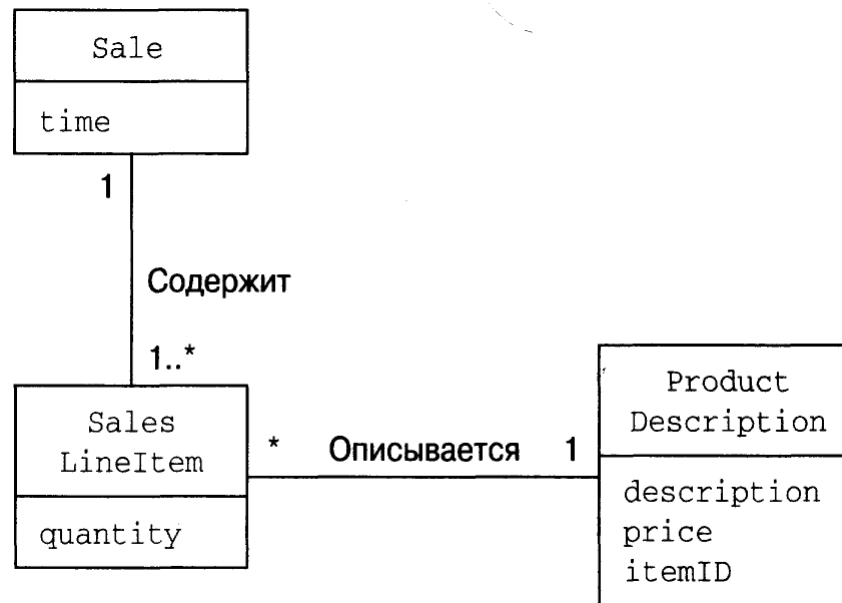 Sale
time
1
Содержит
1..*
Sales
LineItem
quantity
* Описывается 1
Product
Description
description
price
itemID